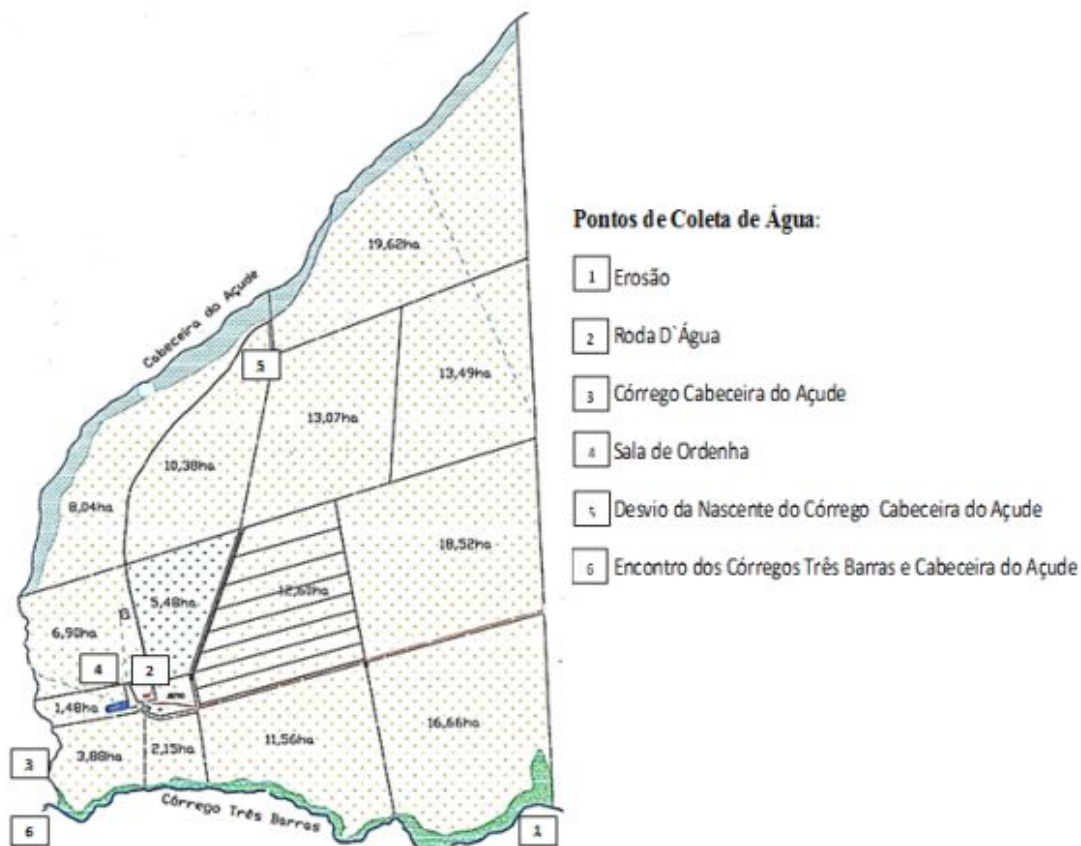 19,62ha
Cabeceira do Açude
5
13,07ha
13,49ha
10,38ha
8,04ha
18,52ha
5,48ha
12,63ha
6,90ha
4
2
1,48ha
16,66ha
11,56ha
2,15ha
3,88ha
3
Córrego Três Barras
6
1
Pontos de Coleta de Água:
1 Erosão
2 Roda D`Água
3 Córrego Cabeceira do Açude
4 Sala de Ordenha
5 Desvio da Nascente do Córrego Cabeceira do Açude
6 Encontro dos Córregos Três Barras e Cabeceira do Açude